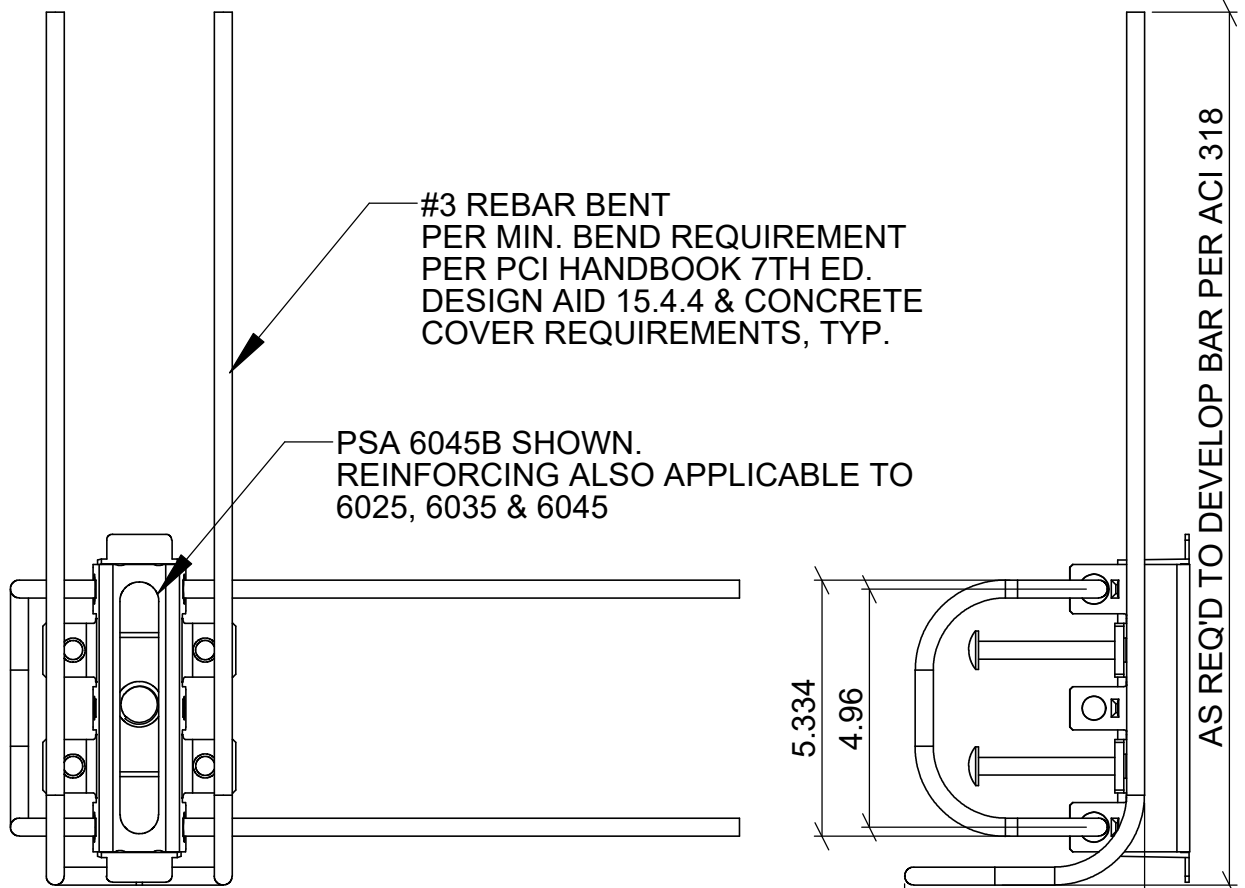 #3 REBAR BENT
PER MIN. BEND REQUIREMENT
PER PCI HANDBOOK 7TH ED.
DESIGN AID 15.4.4 & CONCRETE
COVER REQUIREMENTS, TYP.
PSA 6045B SHOWN.
REINFORCING ALSO APPLICABLE TO
6025, 6035 & 6045
5.334
4.96
AS REQ'D TO DEVELOP BAR PER ACI 318